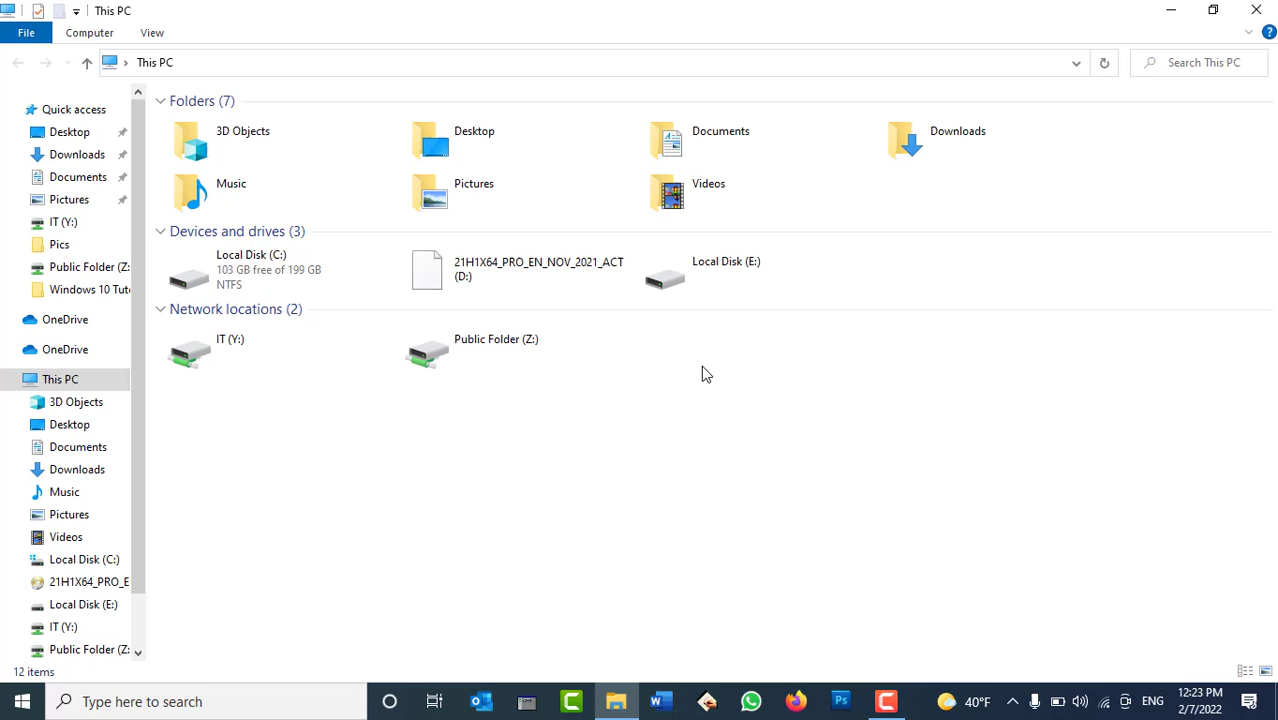 This PC
File
Computer
View
This PC
Search This PC
Quick access
Desktop
Downloads
Documents
Pictures
IT (Y:)
Pics
Public Folder (Z:
Windows 10 Tuto
OneDrive
OneDrive
This PC
3D Objects
Desktop
Documents
Downloads
Music
Pictures
Videos
Local Disk (C:)
21H1X64_PRO_E
Local Disk (E:)
IT (Y:)
Public Folder (Z:
Folders (7)
3D Objects
Desktop
Documents
Downloads
Music
Pictures
Videos
Devices and drives (3)
Local Disk (C:)
103 GB free of 199 GB
NTFS
21H1X64_PRO_EN_NOV_2021_ACT
(D:)
Local Disk (E:)
Network locations (2)
IT (Y:)
Public Folder (Z:)
12 items
Type here to search
Ps
40°F
ENG
12:23 PM
2/7/2022